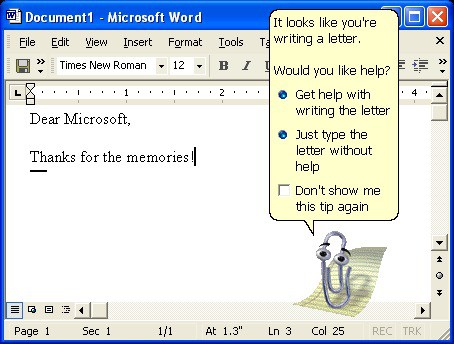 Document1 - Microsoft Word
File Edit View Insert Format Tools
Times New Roman 12
1 2 4
It looks like you're
writing a letter.
Would you like help?
Get help with
writing the letter
Just type the
letter without
help
Don't show me
this tip again
Dear Microsoft,
Thanks for the memories!
Page 1 Sec 1 1/1 At 1.3" Ln 3 Col 25 REC TRK